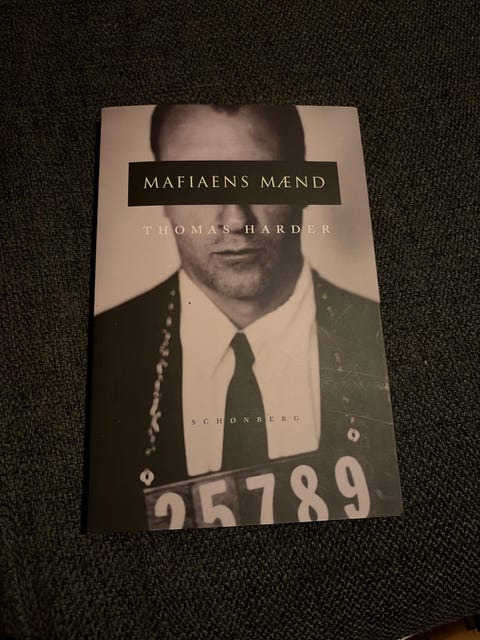 MAFIAENS MÆND
THOMAS HARDER
SCHØNBERG
25789